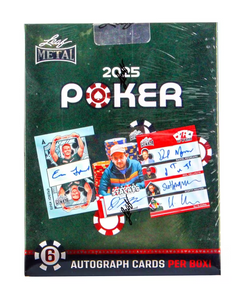 Leaf
METAL
2025
POKER
6
AUTOGRAPH CARDS PER BOX!